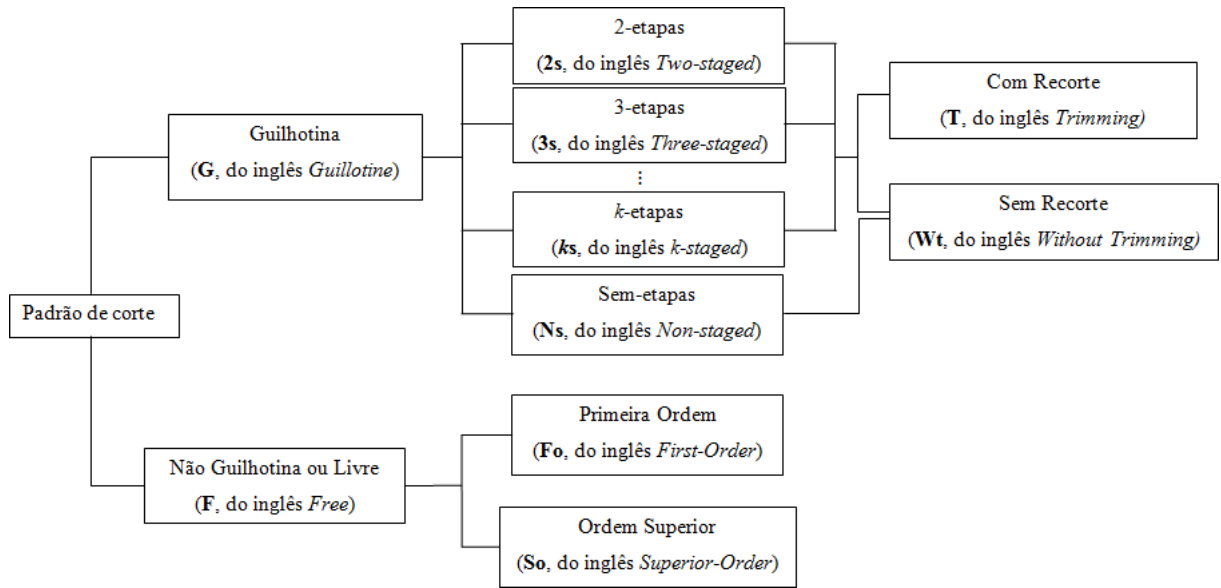 Padrão de corte
Guilhotina
(G, do inglês Guillotine)
2-etapas
(2s, do inglês Two-staged)
3-etapas
(3s, do inglês Three-staged)
⋮
k-etapas
(ks, do inglês k-staged)
Sem-etapas
(Ns, do inglês Non-staged)
Com Recorte
(T, do inglês Trimming)
Sem Recorte
(Wt, do inglês Without Trimming)
Não Guilhotina ou Livre
(F, do inglês Free)
Primeira Ordem
(Fo, do inglês First-Order)
Ordem Superior
(So, do inglês Superior-Order)